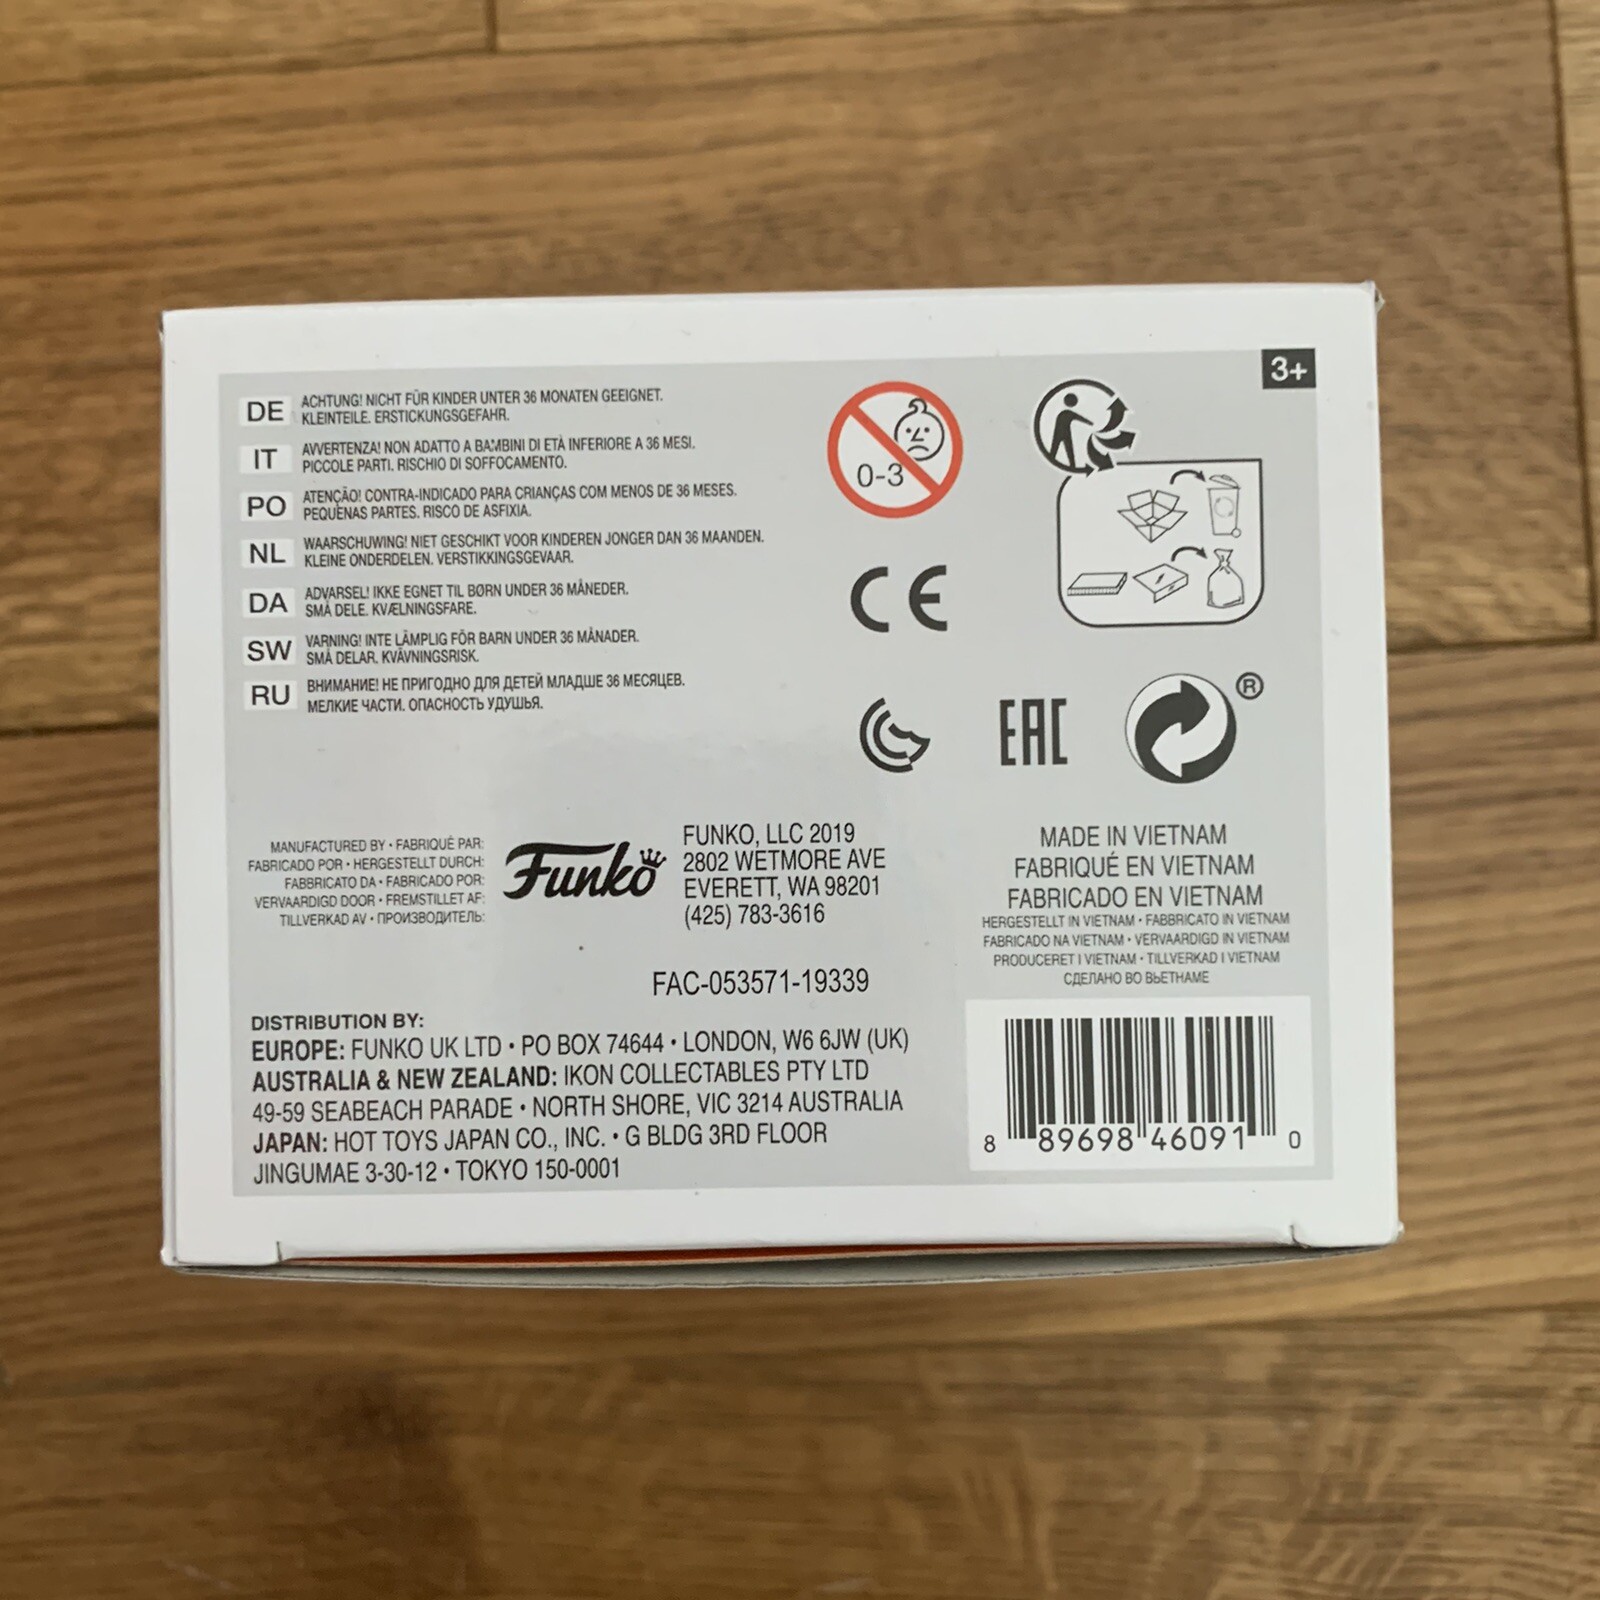 3+
DE ACHTUNG! NICHT FÜR KINDER UNTER 36 MONATEN GEEIGNET.
KLEINTEILE. ERSTICKUNGSGEFAHR.
IT AVVERTENZA! NON ADATTO A BAMBINI DI ETÀ INFERIORE A 36 MESI.
PICCOLE PARTI. RISCHIO DI SOFFOCAMENTO.
PO ATENÇÃO! CONTRA-INDICADO PARA CRIANÇAS COM MENOS DE 36 MESES.
PEQUENAS PARTES. RISCO DE ASFIXIA.
NL WAARSCHUWING! NIET GESCHIKT VOOR KINDEREN JONGER DAN 36 MAANDEN.
KLEINE ONDERDELEN. VERSTIKKINGSGEVAAR.
DA ADVARSEL! IKKE EGNET TIL BØRN UNDER 36 MÅNEDER.
SMÅ DELE. KVÆLNINGSFARE.
SW VARNING! INTE LÄMPLIG FÖR BARN UNDER 36 MÅNADER.
SMÅ DELAR. KVÄVNINGSRISK.
RU ВНИМАНИЕ! НЕ ПРИГОДНО ДЛЯ ДЕТЕЙ МЛАДШЕ 36 МЕСЯЦЕВ.
МЕЛКИЕ ЧАСТИ. ОПАСНОСТЬ УДУШЬЯ.
0-3
CE
EAC
®
MANUFACTURED BY • FABRIQUÉ PAR:
FABRICADO POR • HERGESTELLT DURCH:
FABBRICATO DA • FABRICADO POR:
VERVAARDIGD DOOR • FREMSTILLET AF:
TILLVERKAD AV • ПРОИЗВОДИТЕЛЬ:
Funko
FUNKO, LLC 2019
2802 WETMORE AVE
EVERETT, WA 98201
(425) 783-3616
FAC-053571-19339
MADE IN VIETNAM
FABRIQUÉ EN VIETNAM
FABRICADO EN VIETNAM
HERGESTELLT IN VIETNAM • FABBRICATO IN VIETNAM
FABRICADO NA VIETNAM • VERVAARDIGD IN VIETNAM
PRODUCERET I VIETNAM • TILLVERKAD I VIETNAM
СДЕЛАНО ВО ВЬЕТНАМЕ
DISTRIBUTION BY:
EUROPE: FUNKO UK LTD • PO BOX 74644 • LONDON, W6 6JW (UK)
AUSTRALIA & NEW ZEALAND: IKON COLLECTABLES PTY LTD
49-59 SEABEACH PARADE • NORTH SHORE, VIC 3214 AUSTRALIA
JAPAN: HOT TOYS JAPAN CO., INC. • G BLDG 3RD FLOOR
JINGUMAE 3-30-12 • TOKYO 150-0001
8 89698 46091 0